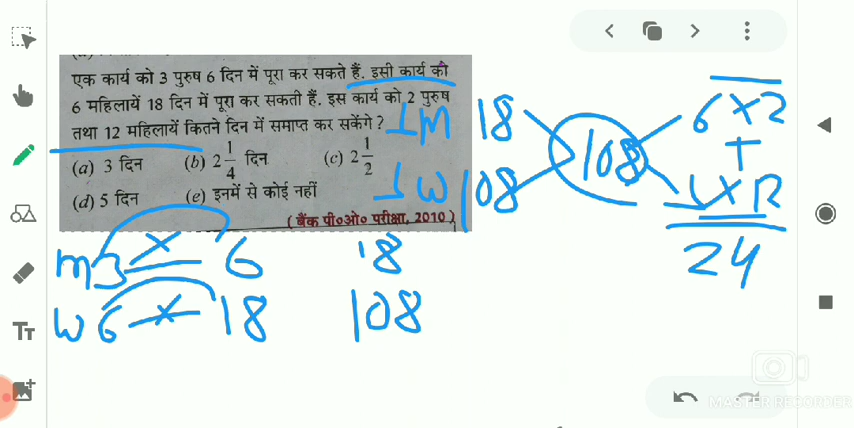 एक कार्य को 3 पुरुष 6 दिन में पूरा कर सकते हैं. इसी कार्य को
6 महिलायें 18 दिन में पूरा कर सकती हैं. इस कार्य को 2 पुरुष
तथा 12 महिलायें कितने दिन में समाप्त कर सकेंगे ?
(a) 3 दिन (b) 2 1/4 दिन (c) 2 1/2
(d) 5 दिन (e) इनमें से कोई नहीं
( बैंक पी०ओ० परीक्षा, 2010 )
1M 18 108 6×2
+
1W 108 1×12
24
M 3 × 6 18
W 6 × 18 108
Tт
MASTER RECORDER